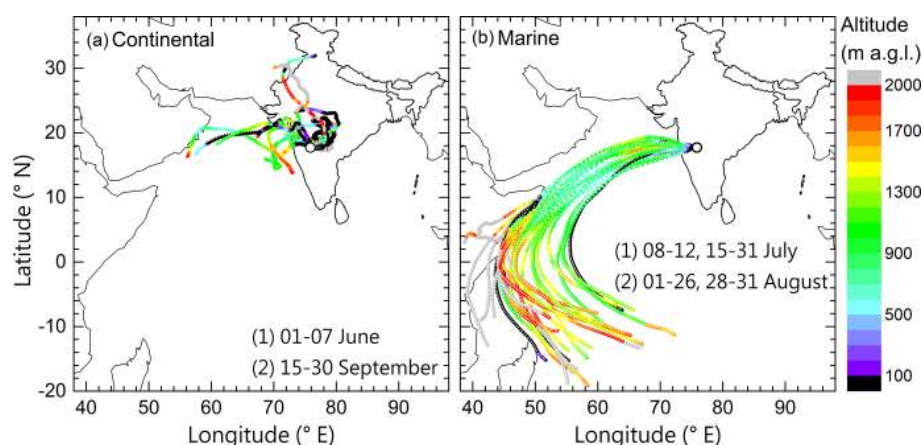 (a) Continental
(b) Marine
Altitude
(m a.g.l.)
30
20
10
0
-10
-20
Latitude (° N)
2000
1700
1300
900
500
100
(1) 01-07 June
(2) 15-30 September
(1) 08-12, 15-31 July
(2) 01-26, 28-31 August
40 50 60 70 80 90
40 50 60 70 80 90
Longitude (° E)
Longitude (° E)